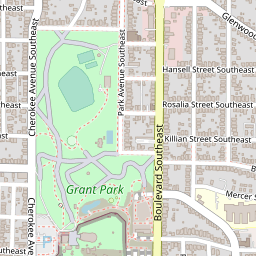 Cherokee Avenue Southeast
Park Avenue Southeast
Glenwood
Hansell Street Southeast
Rosalia Street Southeast
Killian Street Southeast
Boulevard Southeast
B
Grant Park
Mercer S
Cherokee Ave
P
east